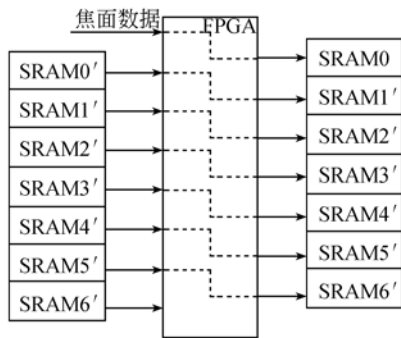 焦面数据
FPGA
SRAM0′
SRAM1′
SRAM2′
SRAM3′
SRAM4′
SRAM5′
SRAM6′
SRAM0
SRAM1′
SRAM2′
SRAM3′
SRAM4′
SRAM5′
SRAM6′